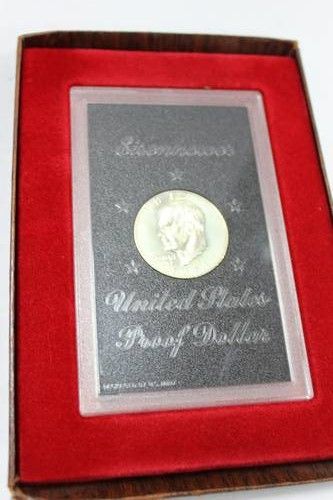 Eisenhower
United States
Proof Dollar